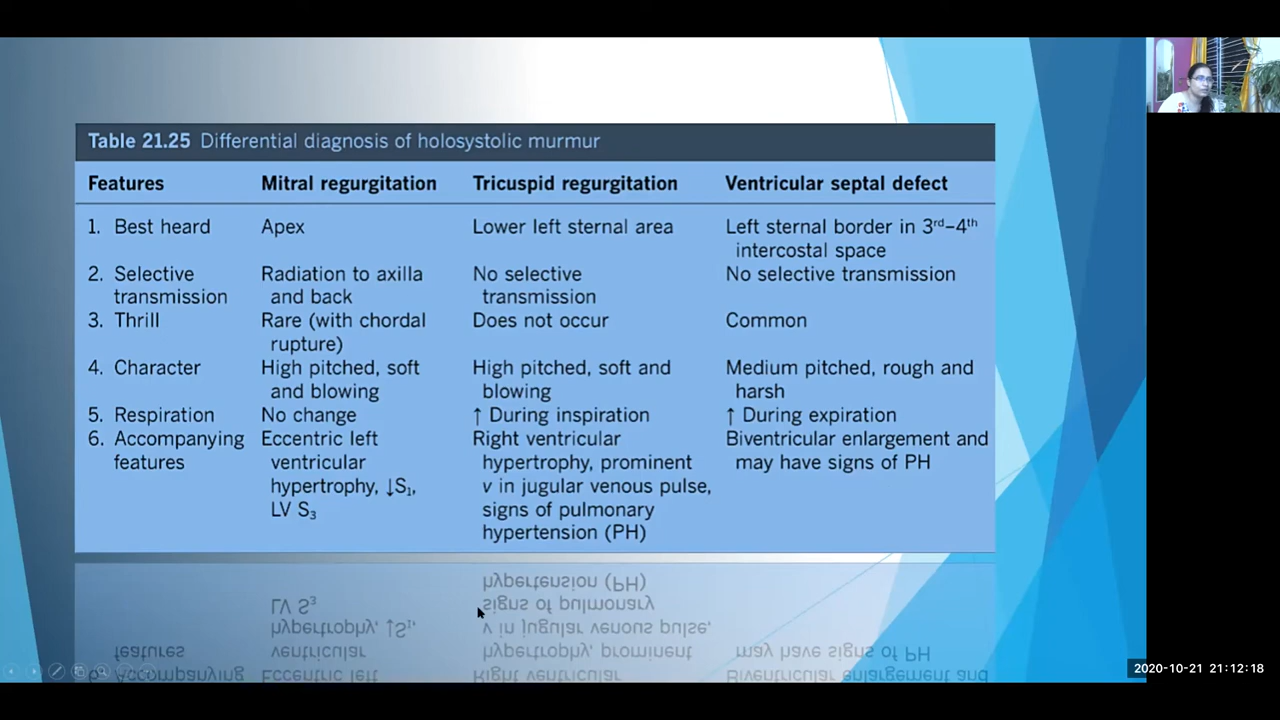 Table 21.25 Differential diagnosis of holosystolic murmur
Features Mitral regurgitation Tricuspid regurgitation Ventricular septal defect
1. Best heard Apex Lower left sternal area Left sternal border in 3rd–4th
intercostal space
2. Selective Radiation to axilla No selective No selective transmission
transmission and back transmission
3. Thrill Rare (with chordal Does not occur Common
rupture)
4. Character High pitched, soft High pitched, soft and Medium pitched, rough and
and blowing blowing harsh
5. Respiration No change ↑ During inspiration ↑ During expiration
6. Accompanying Eccentric left Right ventricular Biventricular enlargement and
features ventricular hypertrophy, prominent may have signs of PH
hypertrophy, ↓S1, v in jugular venous pulse,
LV S3 signs of pulmonary
hypertension (PH)
2020-10-21 21:12:18